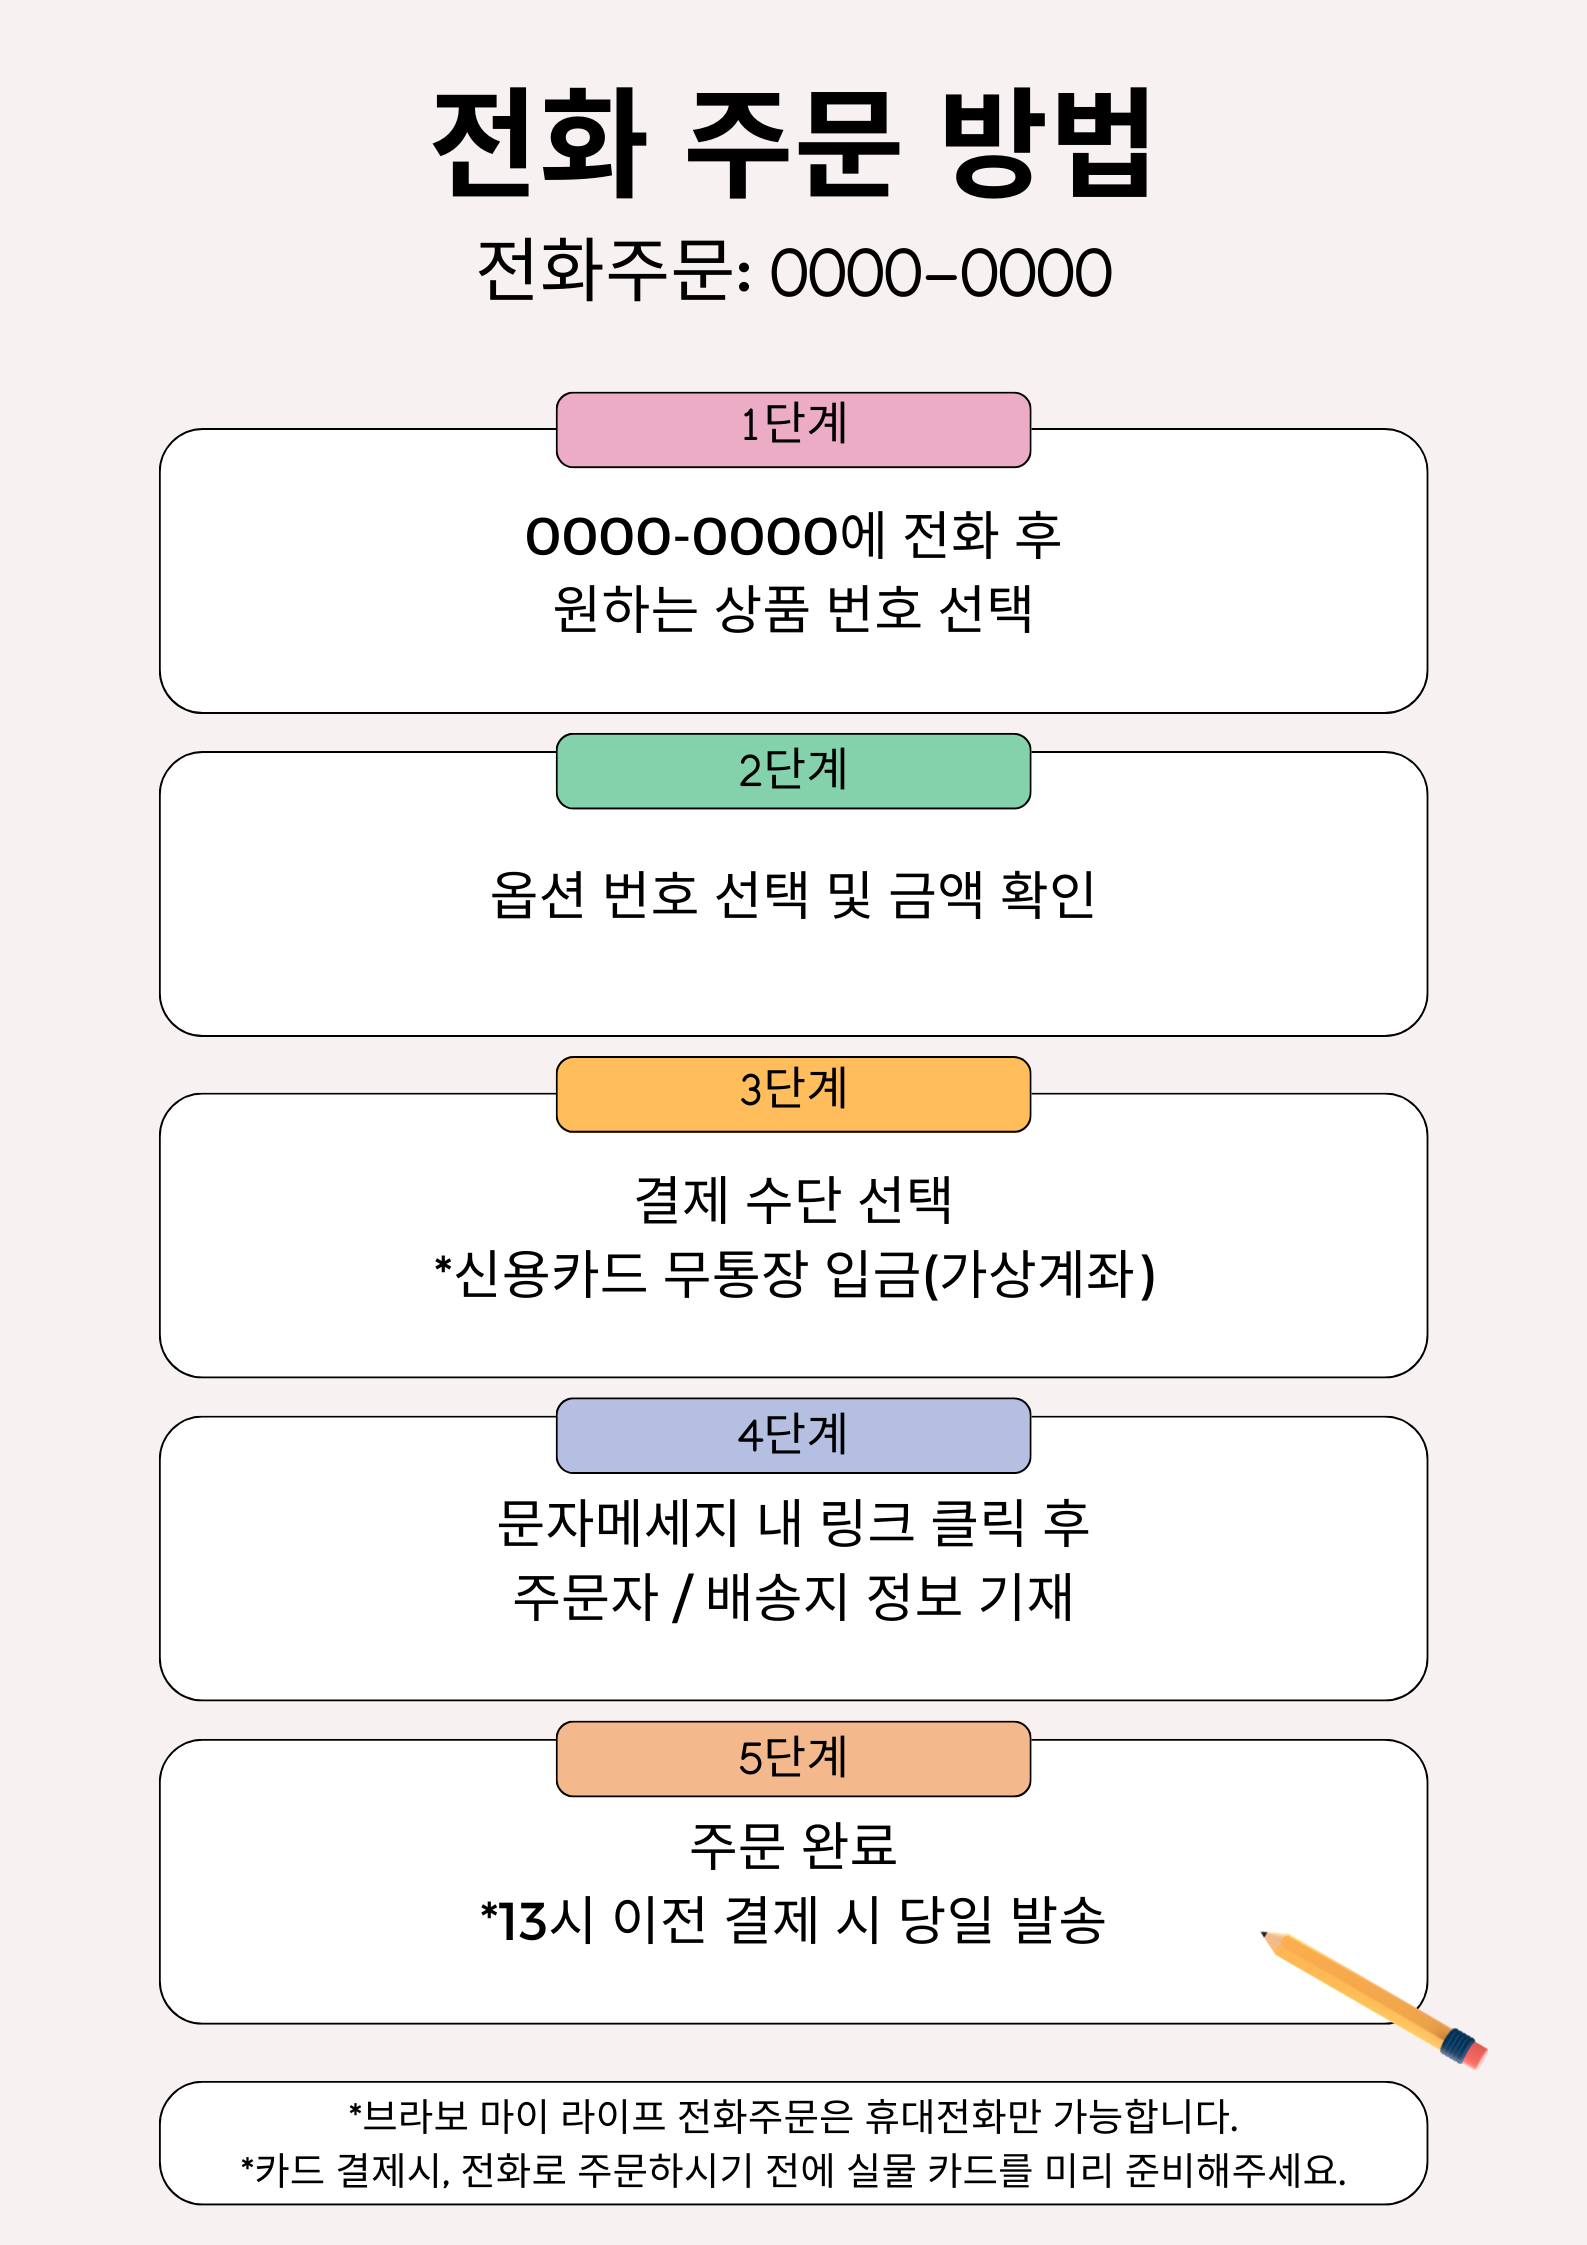 전화 주문 방법
전화주문: 0000-0000
1단계
0000-0000에 전화 후
원하는 상품 번호 선택
2단계
옵션 번호 선택 및 금액 확인
3단계
결제 수단 선택
*신용카드 무통장 입금(가상계좌)
4단계
문자메세지 내 링크 클릭 후
주문자 / 배송지 정보 기재
5단계
주문 완료
*13시 이전 결제 시 당일 발송
*브라보 마이 라이프 전화주문은 휴대전화만 가능합니다.
*카드 결제시, 전화로 주문하시기 전에 실물 카드를 미리 준비해주세요.